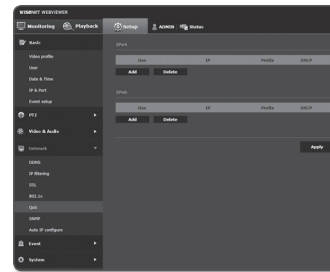 WISENET WEBVIEWER
Monitoring Playback Setup ADMIN Status
Basic
Video profile
User
Date & Time
IP & Port
Event setup
PTZ
Video & Audio
Network
DDNS
IP filtering
SSL
802.1x
QoS
SNMP
Auto IP configure
Event
System
IPv4
Use IP Prefix DSCP
Add Delete
IPv6
Use IP Prefix DSCP
Add Delete
Apply